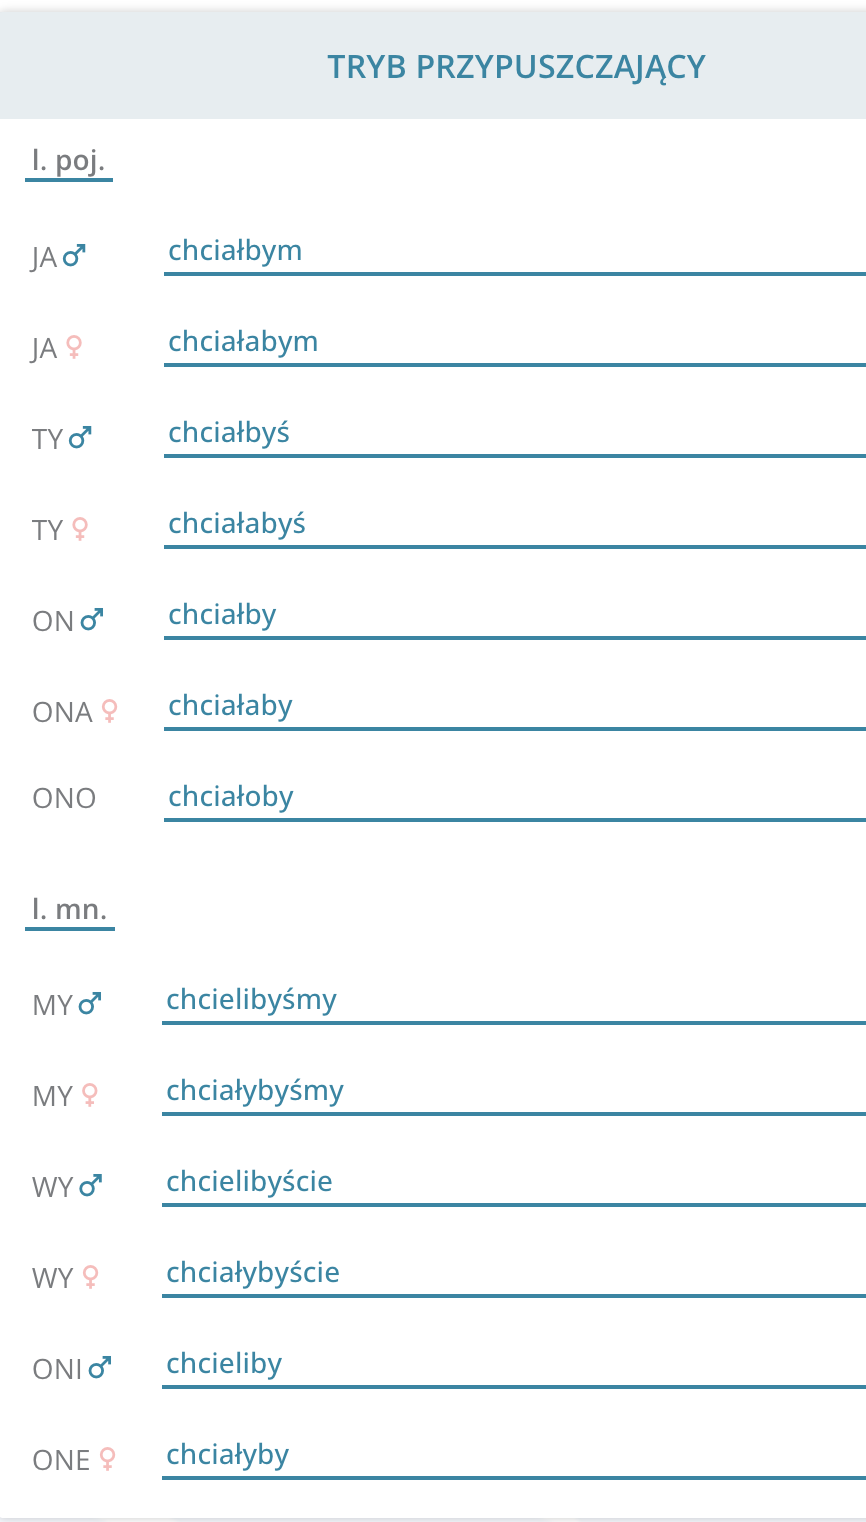 TRYB PRZYPUSZCZAJĄCY
l. poj.
JA ♂ chciałbym
JA ♀ chciałabym
TY ♂ chciałbyś
TY ♀ chciałabyś
ON ♂ chciałby
ONA ♀ chciałaby
ONO chciałoby
l. mn.
MY ♂ chcielibyśmy
MY ♀ chciałybyśmy
WY ♂ chcielibyście
WY ♀ chciałybyście
ONI ♂ chcieliby
ONE ♀ chciałyby